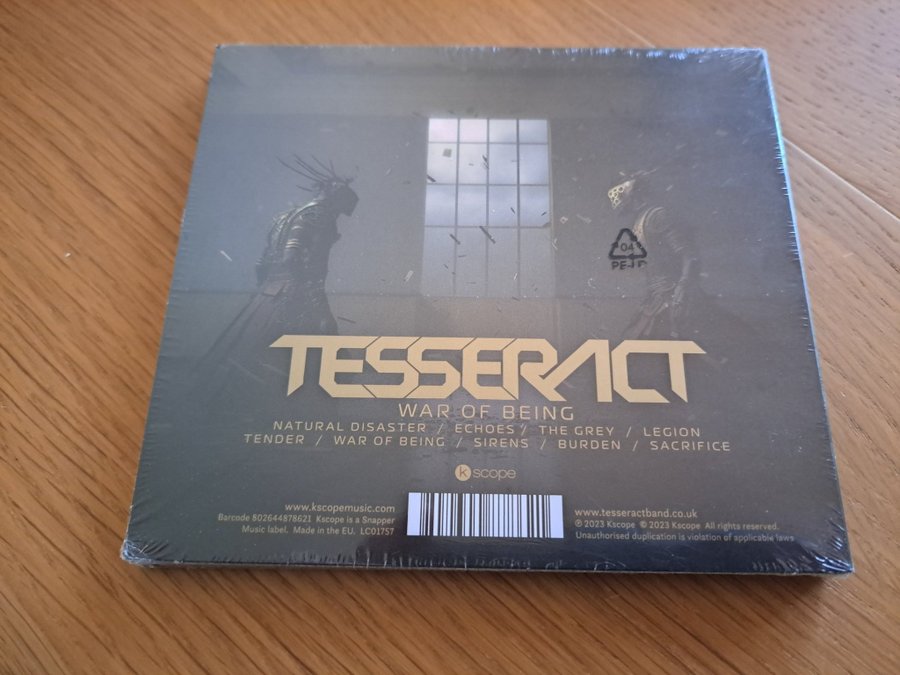 04
PE-LD
TESSERACT
WAR OF BEING
NATURAL DISASTER / ECHOES / THE GREY / LEGION
TENDER / WAR OF BEING / SIRENS / BURDEN / SACRIFICE
kscope
www.kscopemusic.com
Barcode 802644878621 Kscope is a Snapper
Music label. Made in the EU. LC01757
www.tesseractband.co.uk
℗ 2023 Kscope © 2023 Kscope All rights reserved.
Unauthorised duplication is violation of applicable laws